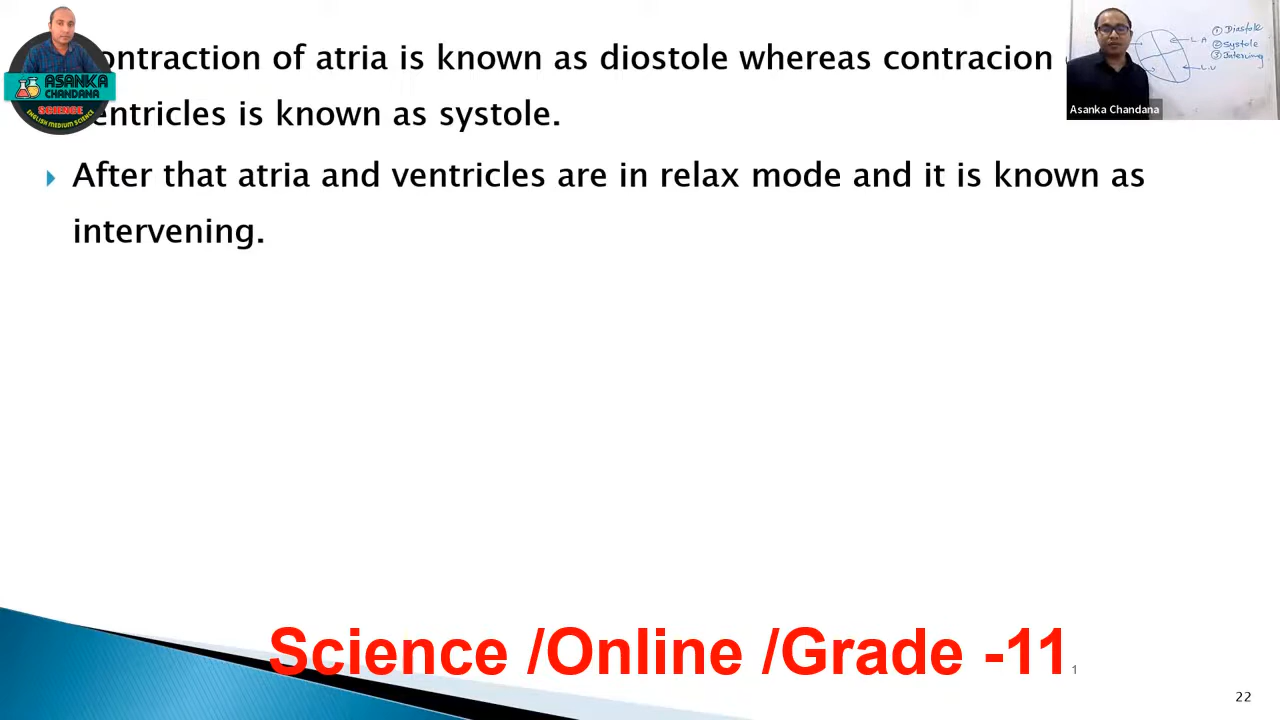 ontraction of atria is known as diostole whereas contracion
entricles is known as systole.
After that atria and ventricles are in relax mode and it is known as
intervening.
ASANKA
CHANDANA
SCIENCE
ENGLISH MEDIUM SCIENCE
L.A
L.V
① Diastole
② Systole
③ Interving
Asanka Chandana
Science /Online /Grade -11
1
22